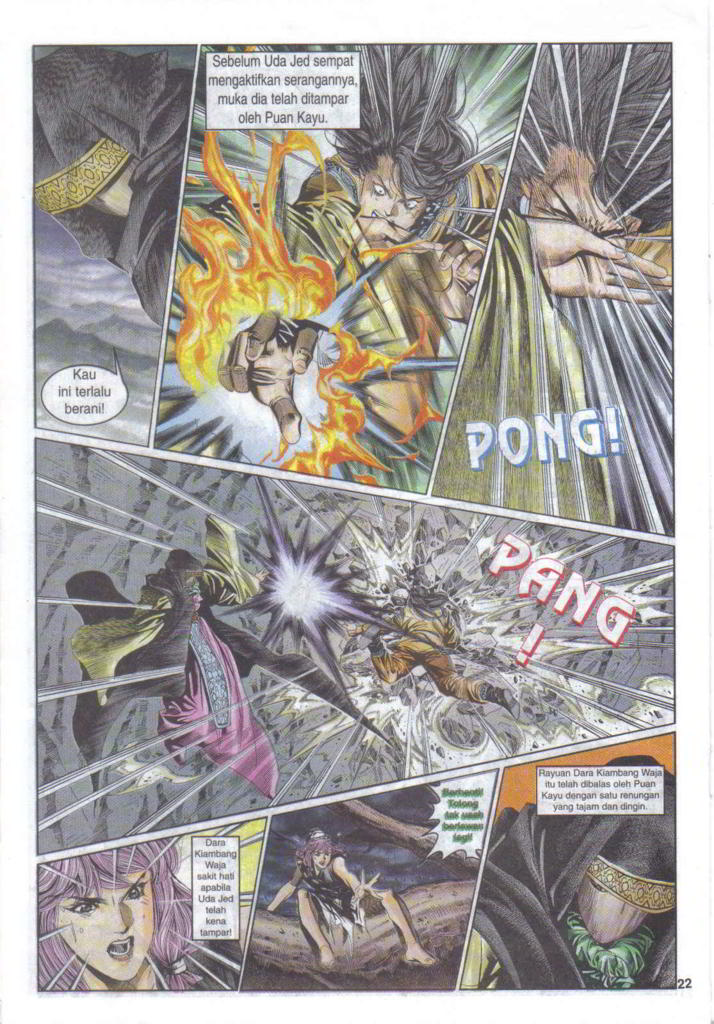 Sebelum Uda Jed sempat
mengaktifkan serangannya,
muka dia telah ditampar
oleh Puan Kayu.
Kau
ini terlalu
berani!
PONG!
PANG
!
Dara
Kiambang
Waja
sakit hati
apabila
Uda Jed
telah
kena
tampar!
Berhenti!
Tolong
tak usah
berlawan
lagi!
Rayuan Dara Kiambang Waja
itu telah dibalas oleh Puan
Kayu dengan satu renungan
yang tajam dan dingin.
22